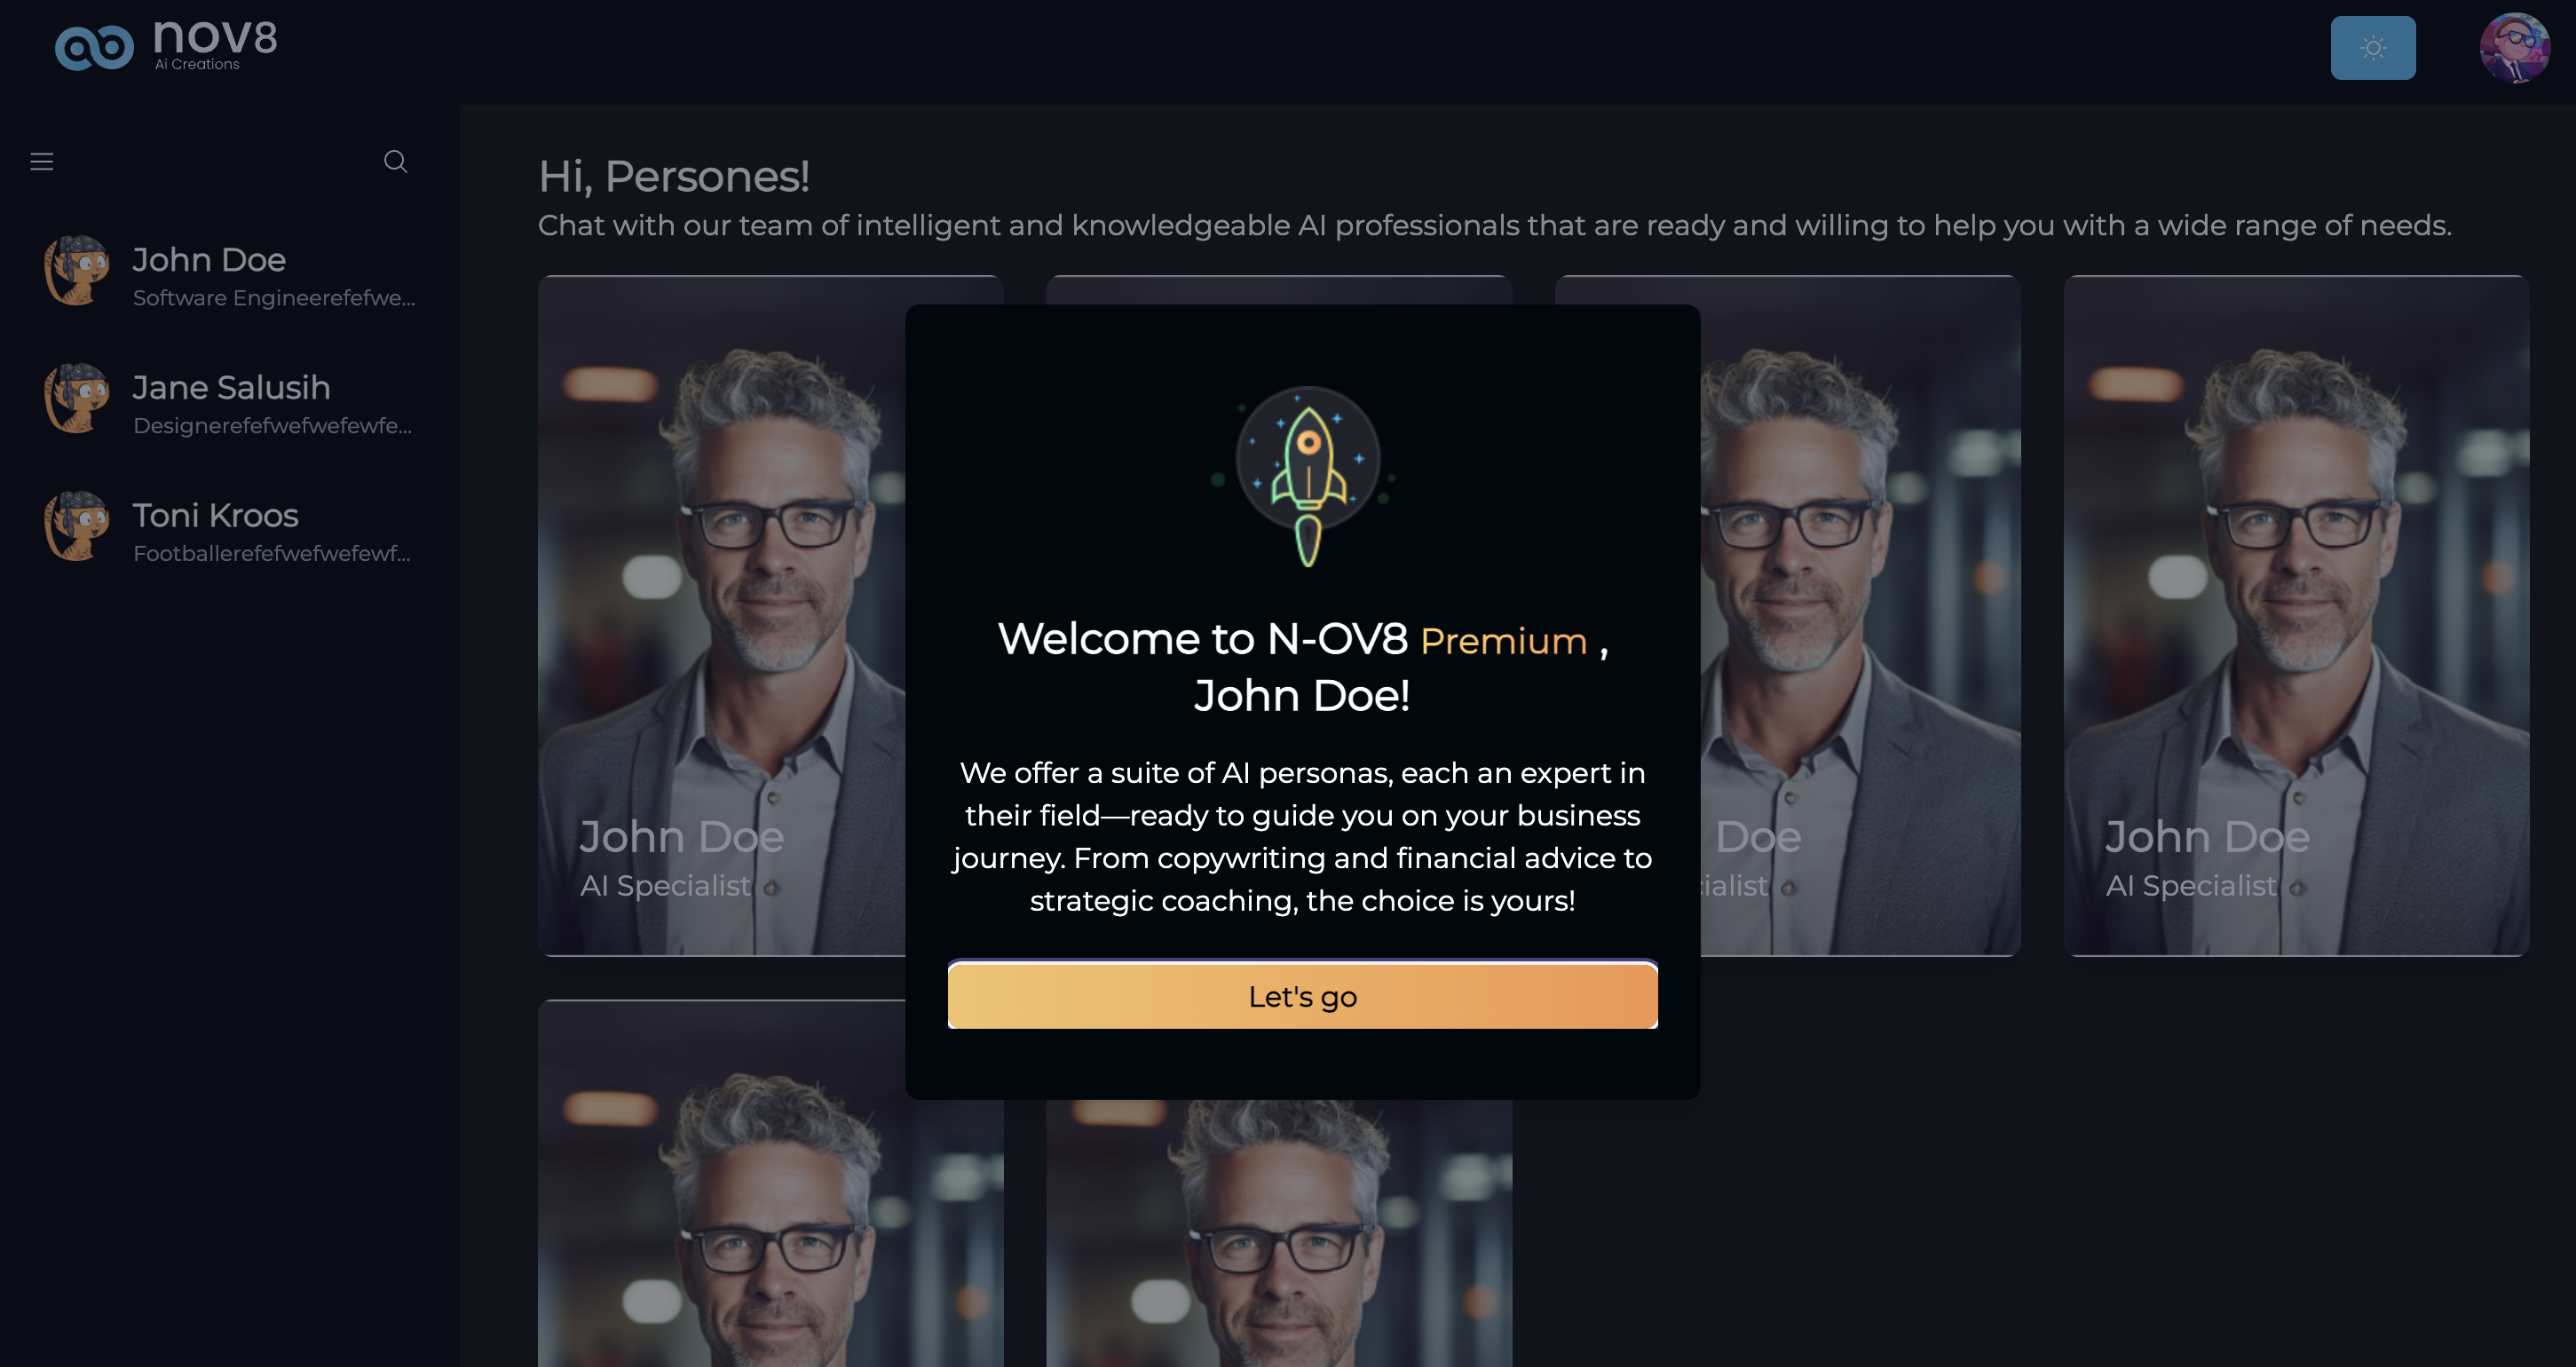 nov8
Ai Creations
John Doe
Software Engineerefefwe...
Jane Salusih
Designerefefwefwefewfe...
Toni Kroos
Footballerefefwefwefewf...
Hi, Persones!
Chat with our team of intelligent and knowledgeable AI professionals that are ready and willing to help you with a wide range of needs.
John Doe
AI Specialist
Doe
John Doe
AI Specialist
Welcome to N-OV8 Premium ,
John Doe!
We offer a suite of AI personas, each an expert in
their field—ready to guide you on your business
journey. From copywriting and financial advice to
strategic coaching, the choice is yours!
Let's go